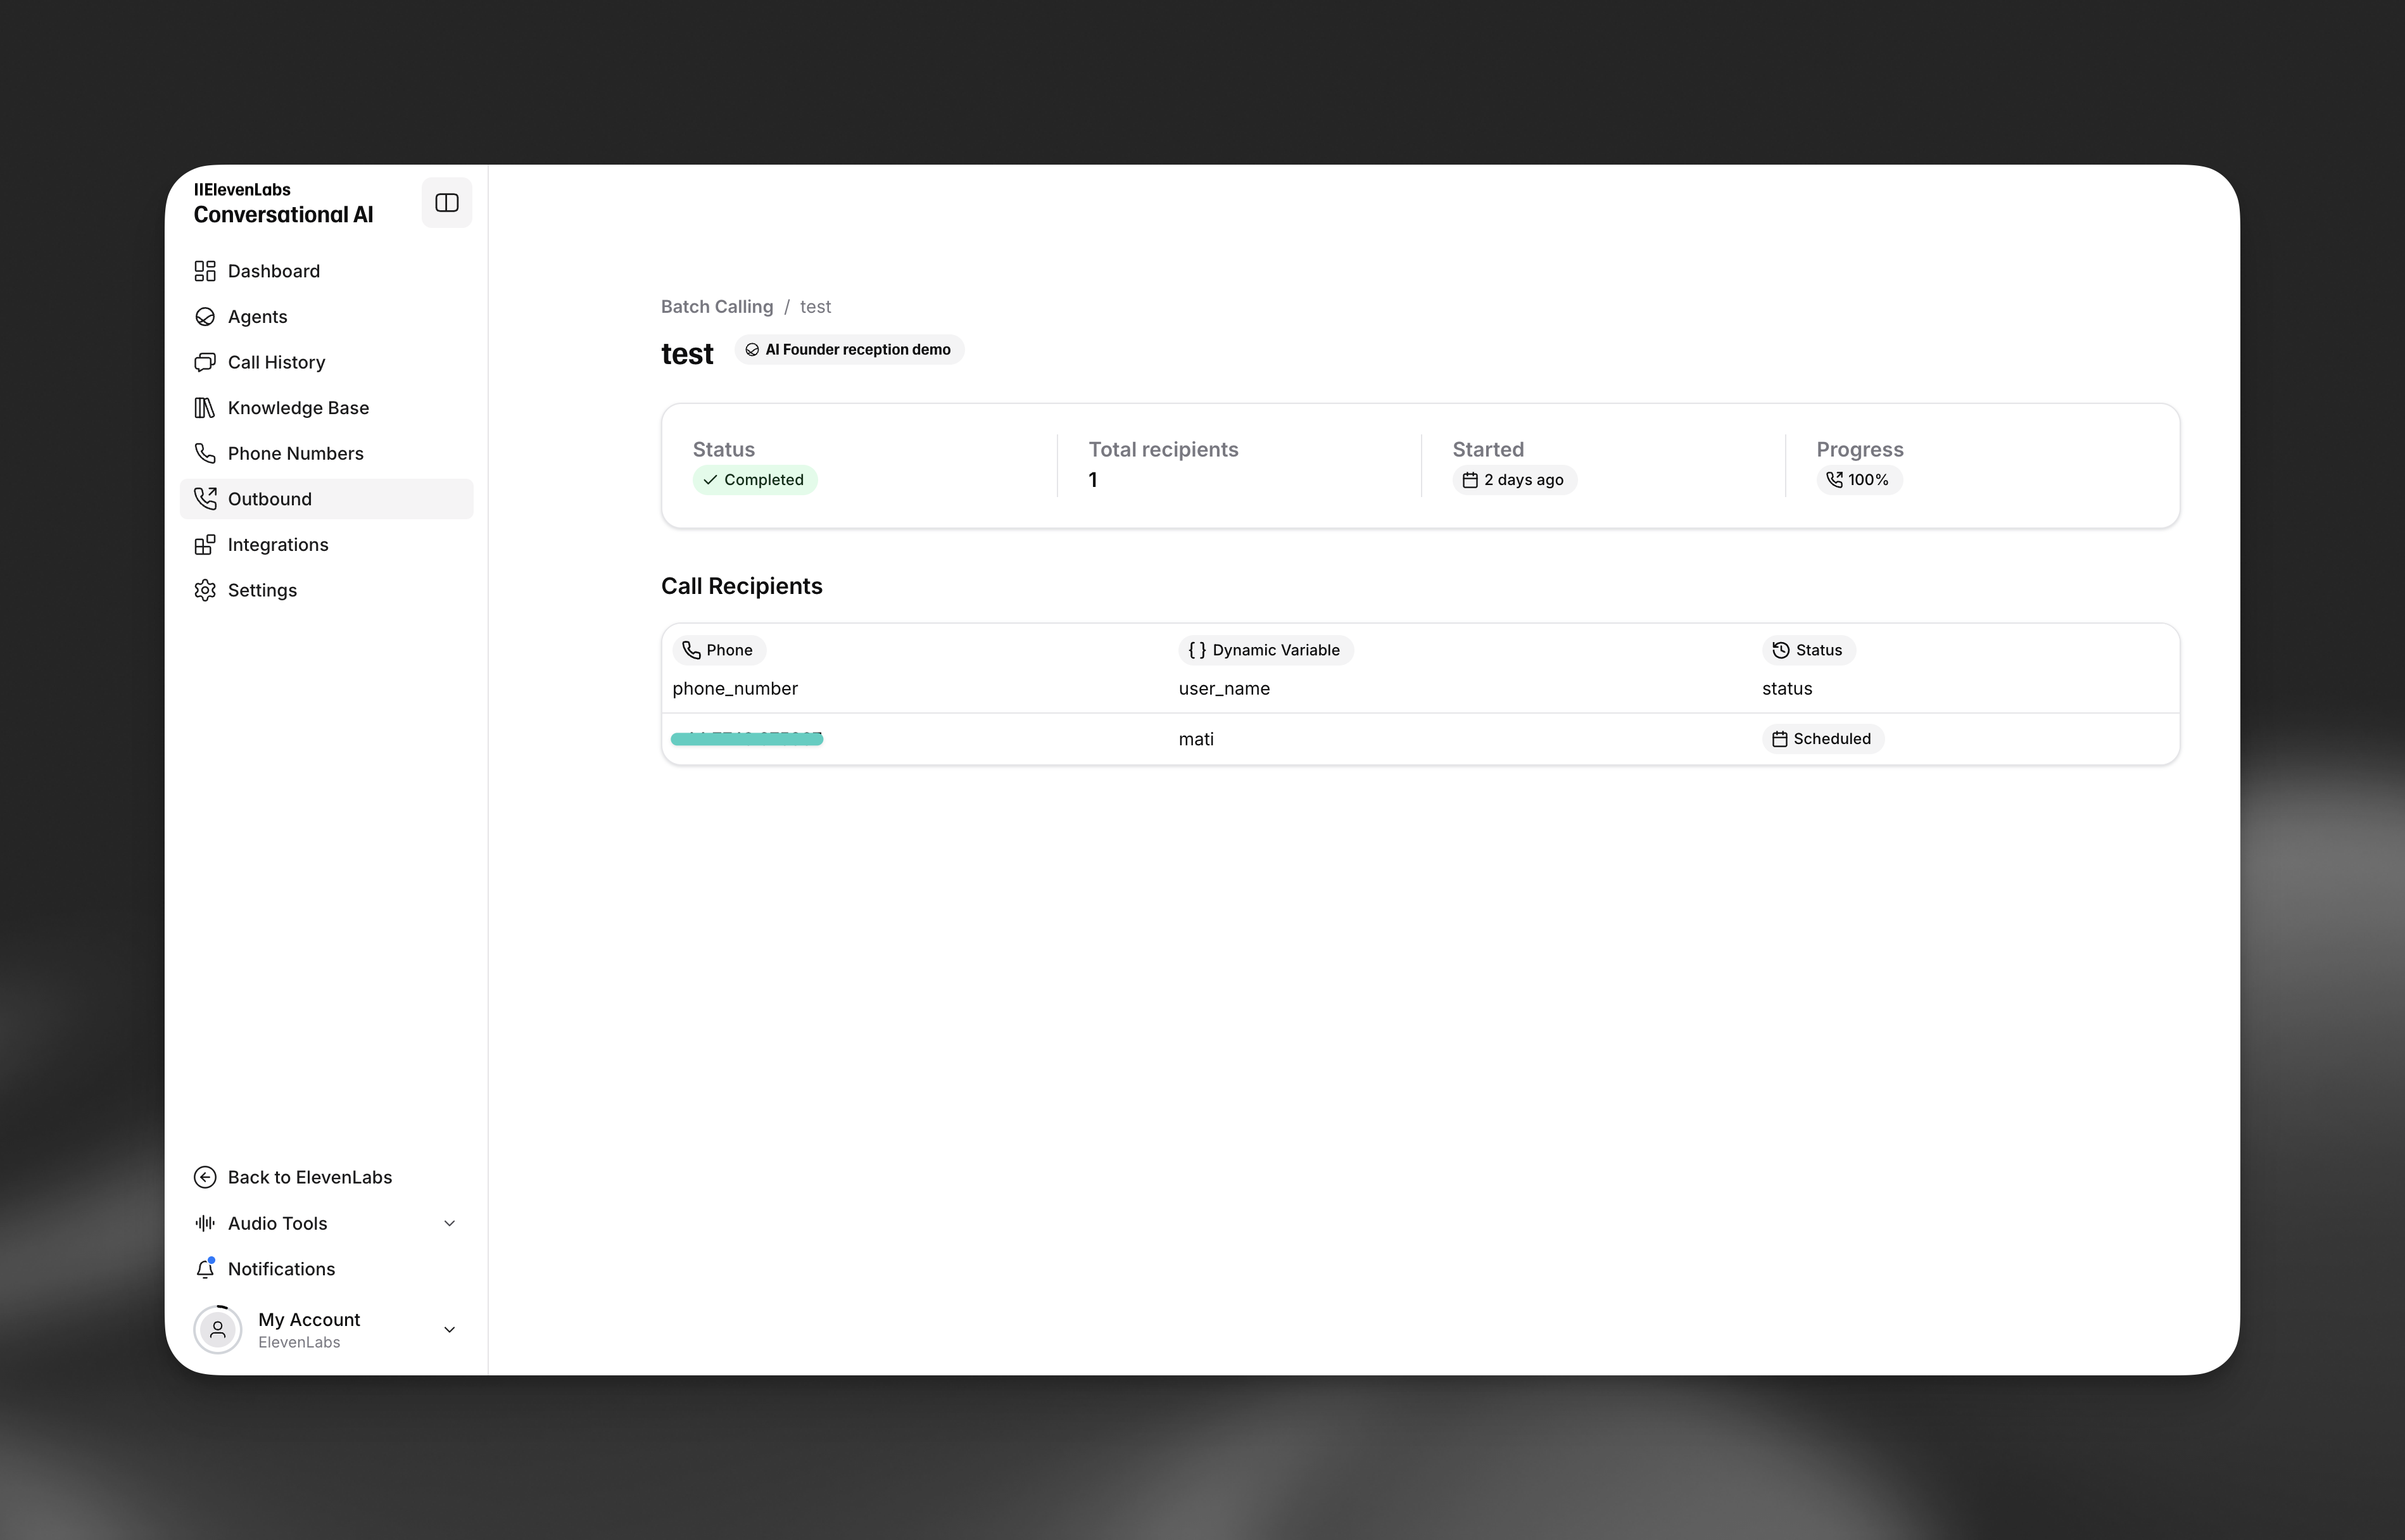 IIElevenLabs
Conversational AI
Dashboard
Agents
Call History
Knowledge Base
Phone Numbers
Outbound
Integrations
Settings
Back to ElevenLabs
Audio Tools
Notifications
My Account
ElevenLabs
Batch Calling / test
test AI Founder reception demo
Status Total recipients Started Progress
Completed 1 2 days ago 100%
Call Recipients
Phone { } Dynamic Variable Status
phone_number user_name status
mati Scheduled